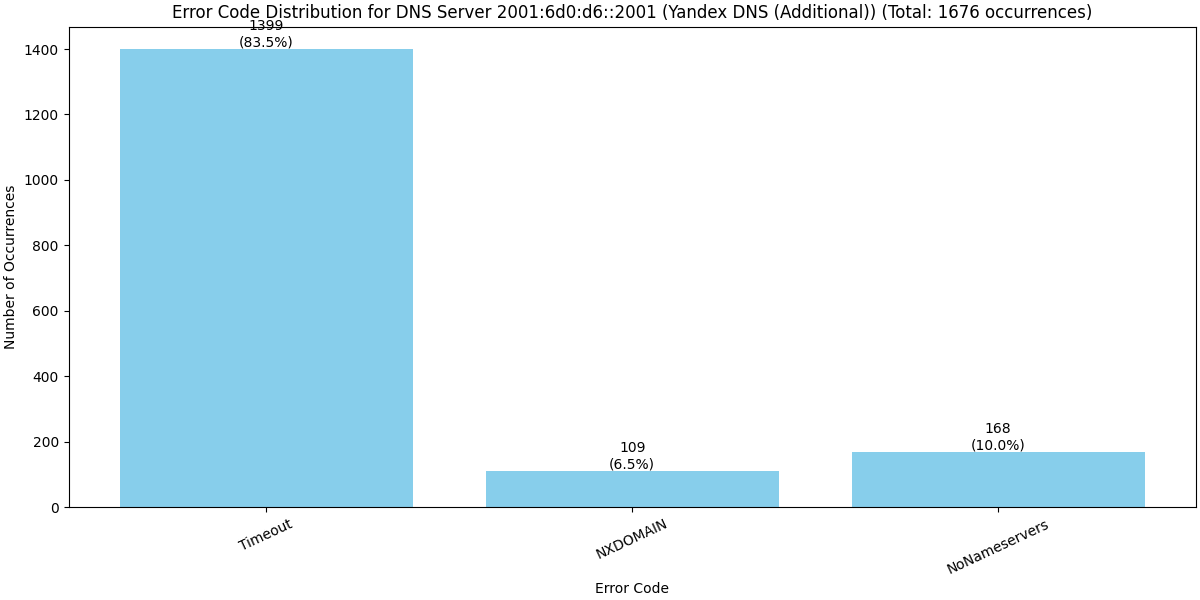 Error Code Distribution for DNS Server 2001:6d0:d6::2001 (Yandex DNS (Additional)) (Total: 1676 occurrences)
1399
(83.5%)
109
(6.5%)
168
(10.0%)
Number of Occurrences
1400
1200
1000
800
600
400
200
0
Timeout
NXDOMAIN
NoNameservers
Error Code